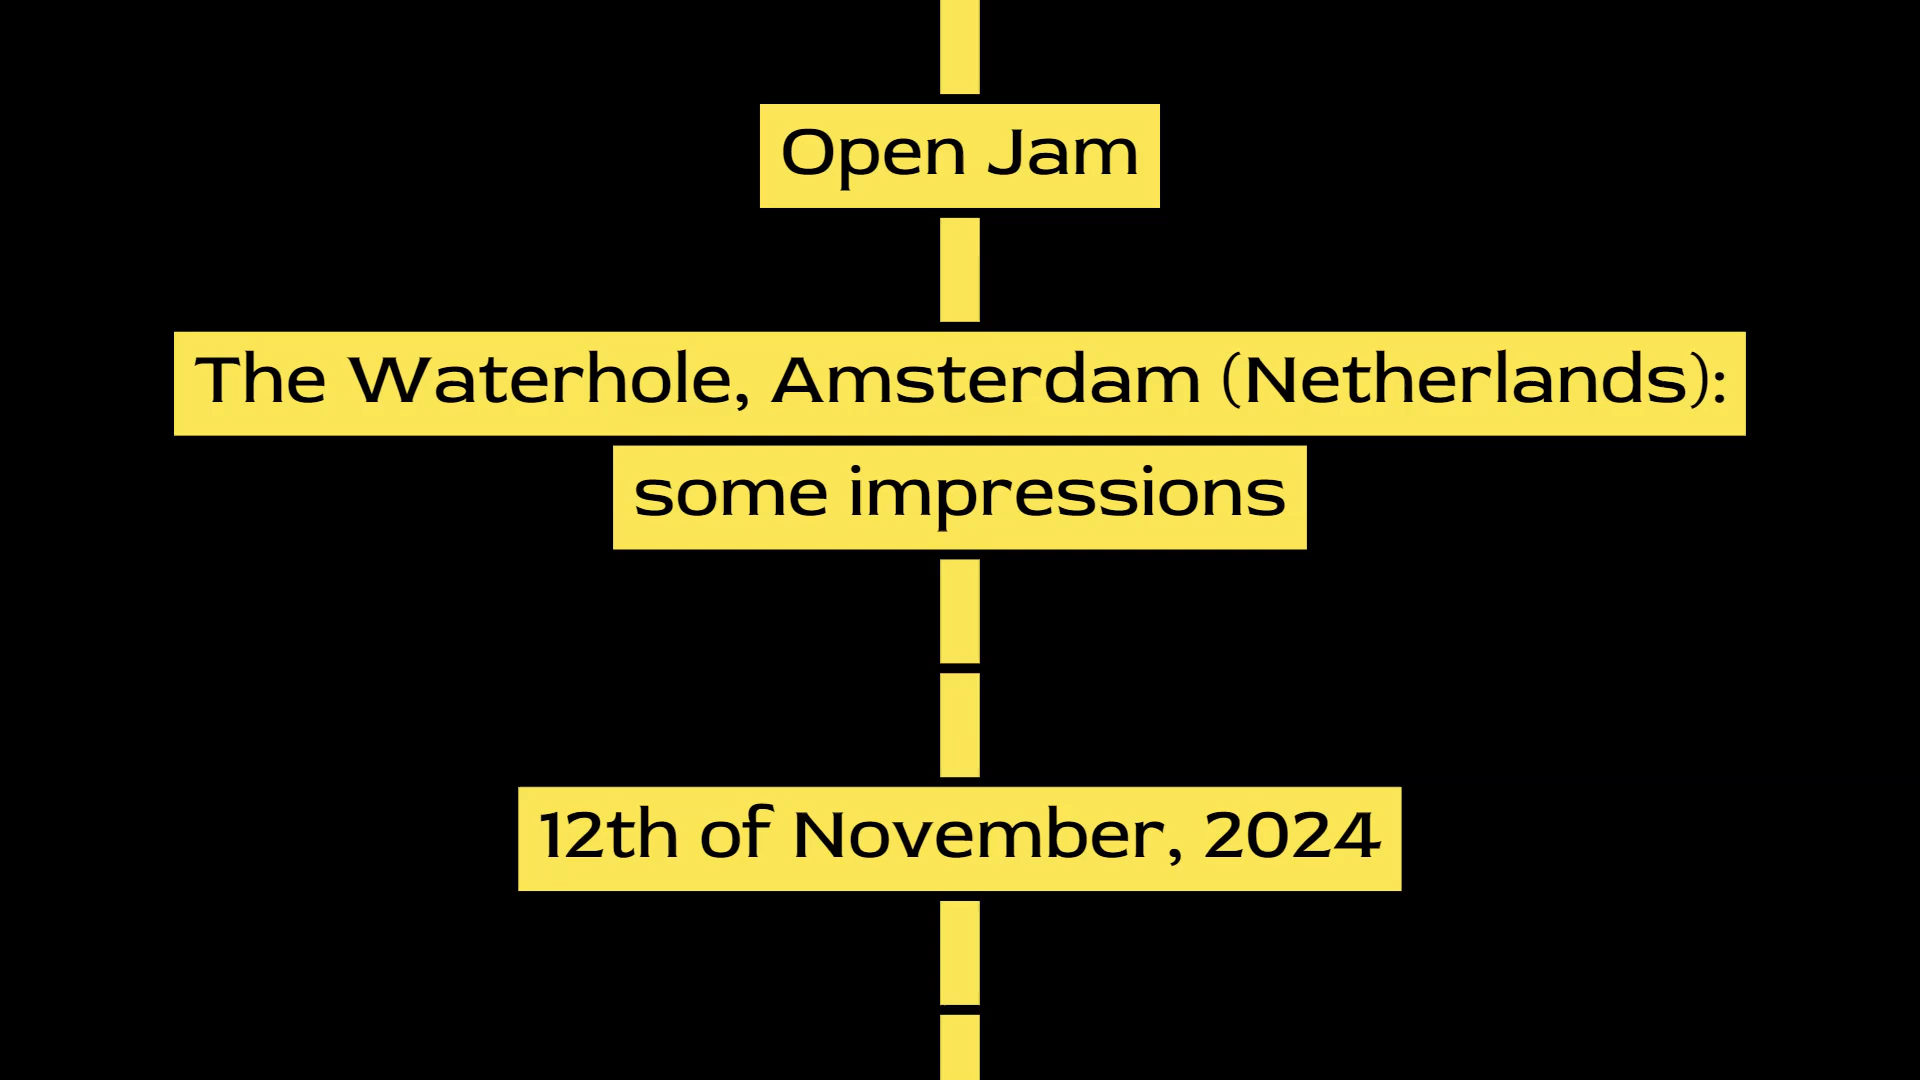 Open Jam
The Waterhole, Amsterdam (Netherlands):
some impressions
12th of November, 2024